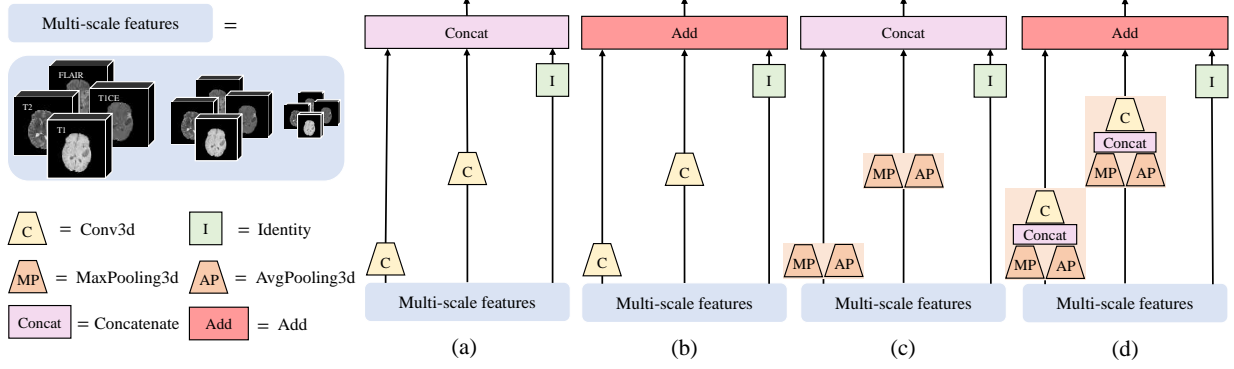 Multi-scale features =
FLAIR
T2
T1CE
T1
C = Conv3d
I = Identity
MP = MaxPooling3d
AP = AvgPooling3d
Concat = Concatenate
Add = Add
Concat
I
C
C
Multi-scale features
(a)
Add
I
C
C
Multi-scale features
(b)
Concat
I
MP AP
MP AP
Multi-scale features
(c)
Add
I
C
Concat
MP AP
C
Concat
MP AP
Multi-scale features
(d)